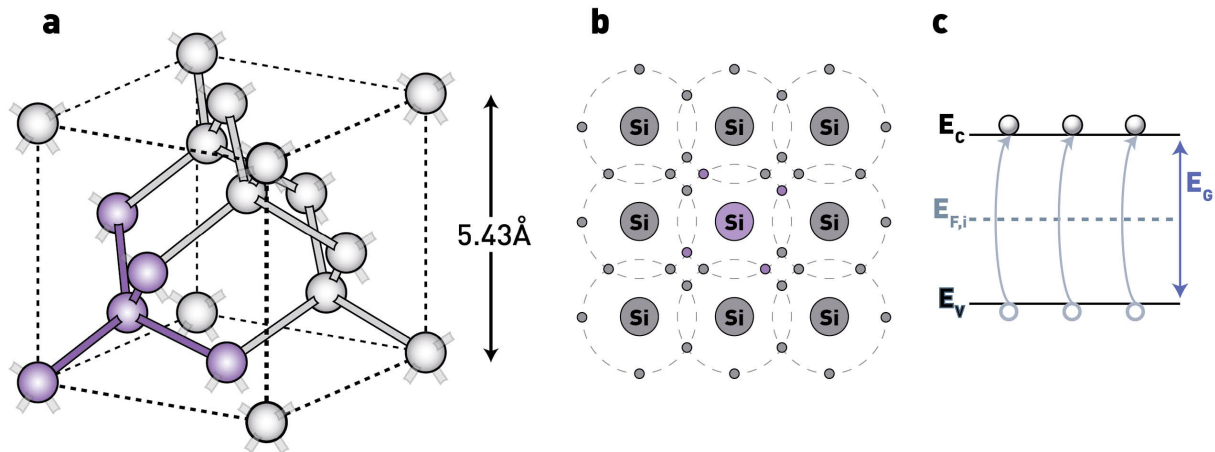 a
5.43Å
b
Si Si Si
Si Si Si
Si Si Si
c
E_C
E_G
E_F,i
E_V